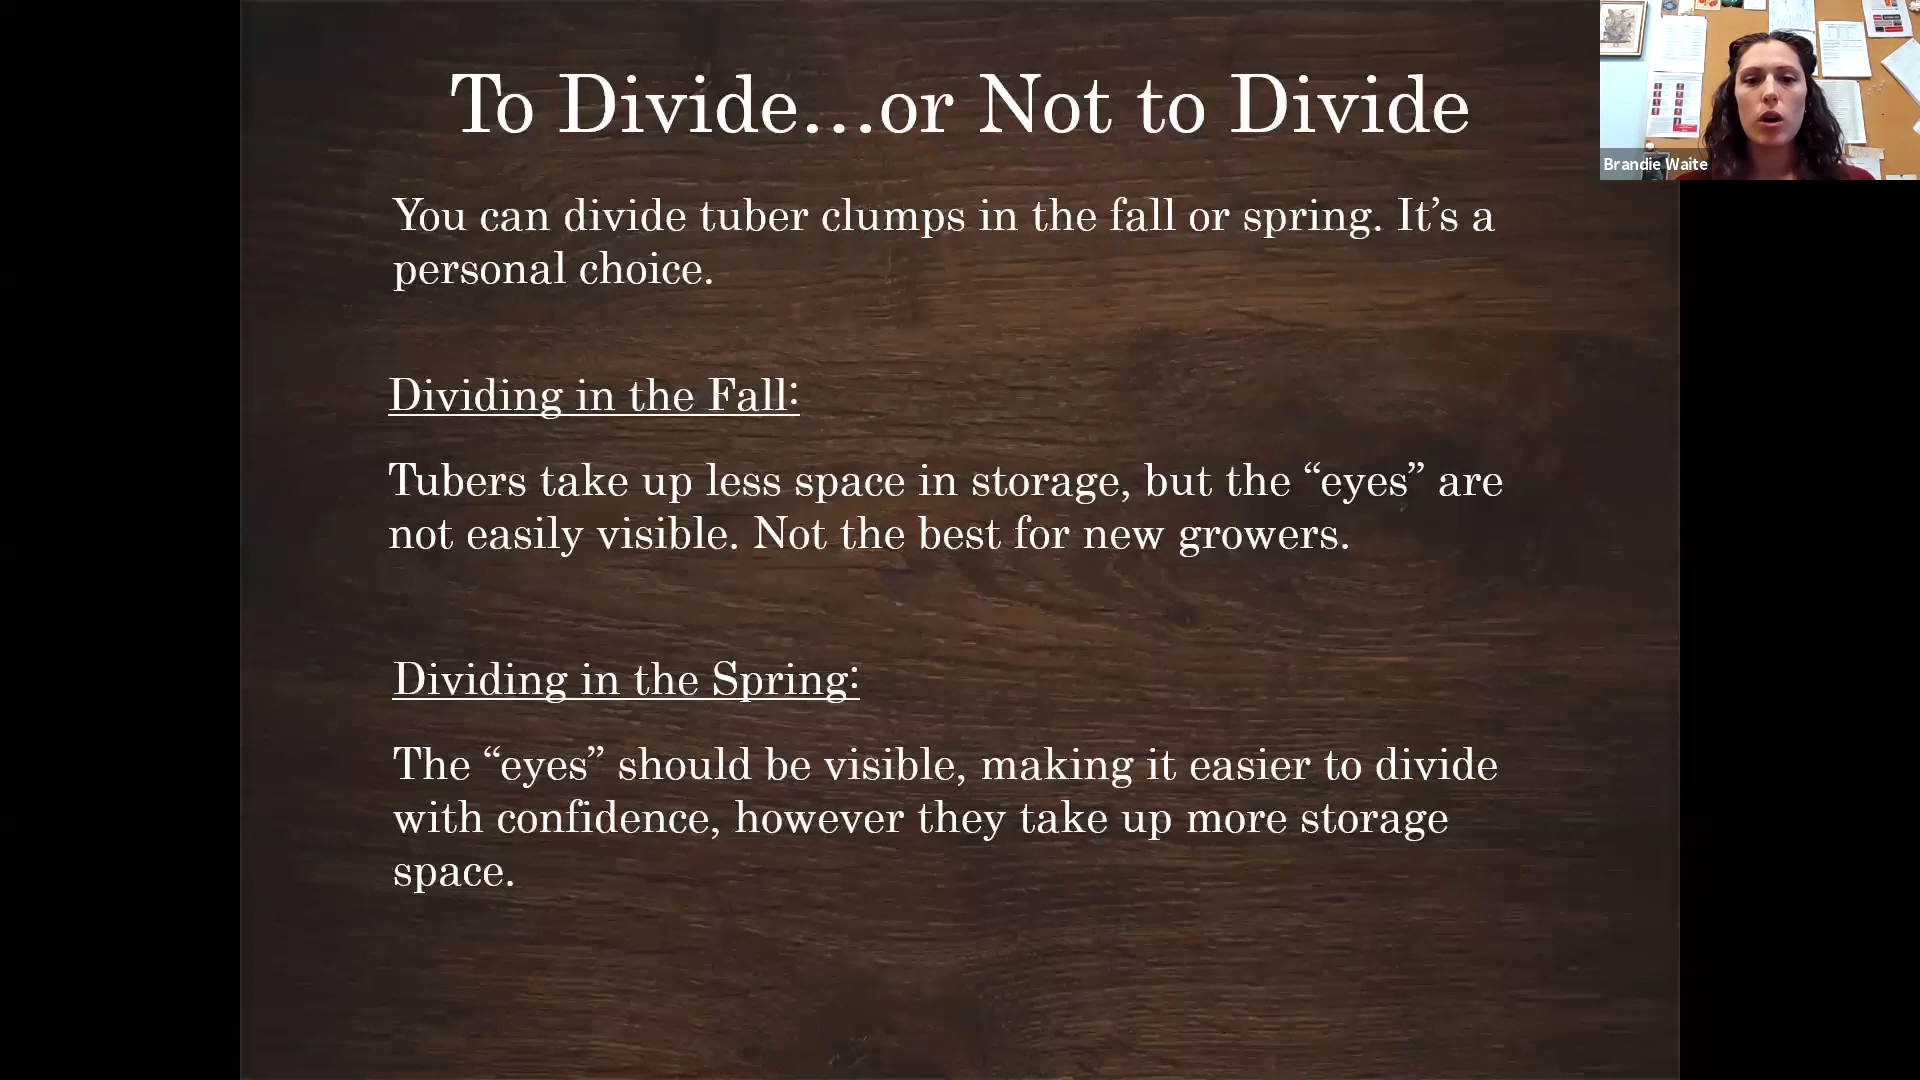 To Divide...or Not to Divide
Brandie Waite
You can divide tuber clumps in the fall or spring. It’s a
personal choice.
Dividing in the Fall:
Tubers take up less space in storage, but the “eyes” are
not easily visible. Not the best for new growers.
Dividing in the Spring:
The “eyes” should be visible, making it easier to divide
with confidence, however they take up more storage
space.